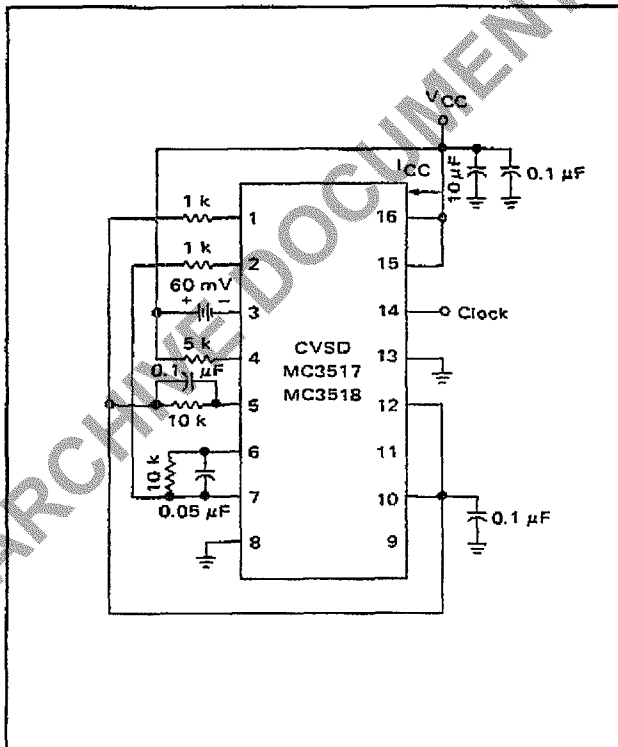 ARCHIVE DOCUMENT
VCC
ICC
10 µF
0.1 µF
1 k
1
16
1 k
2
15
60 mV
+ −
3
14
Clock
5 k
4
CVSD
MC3517
MC3518
13
0.1 µF
5
12
10 k
6
11
10 k
7
10
0.05 µF
0.1 µF
8
9